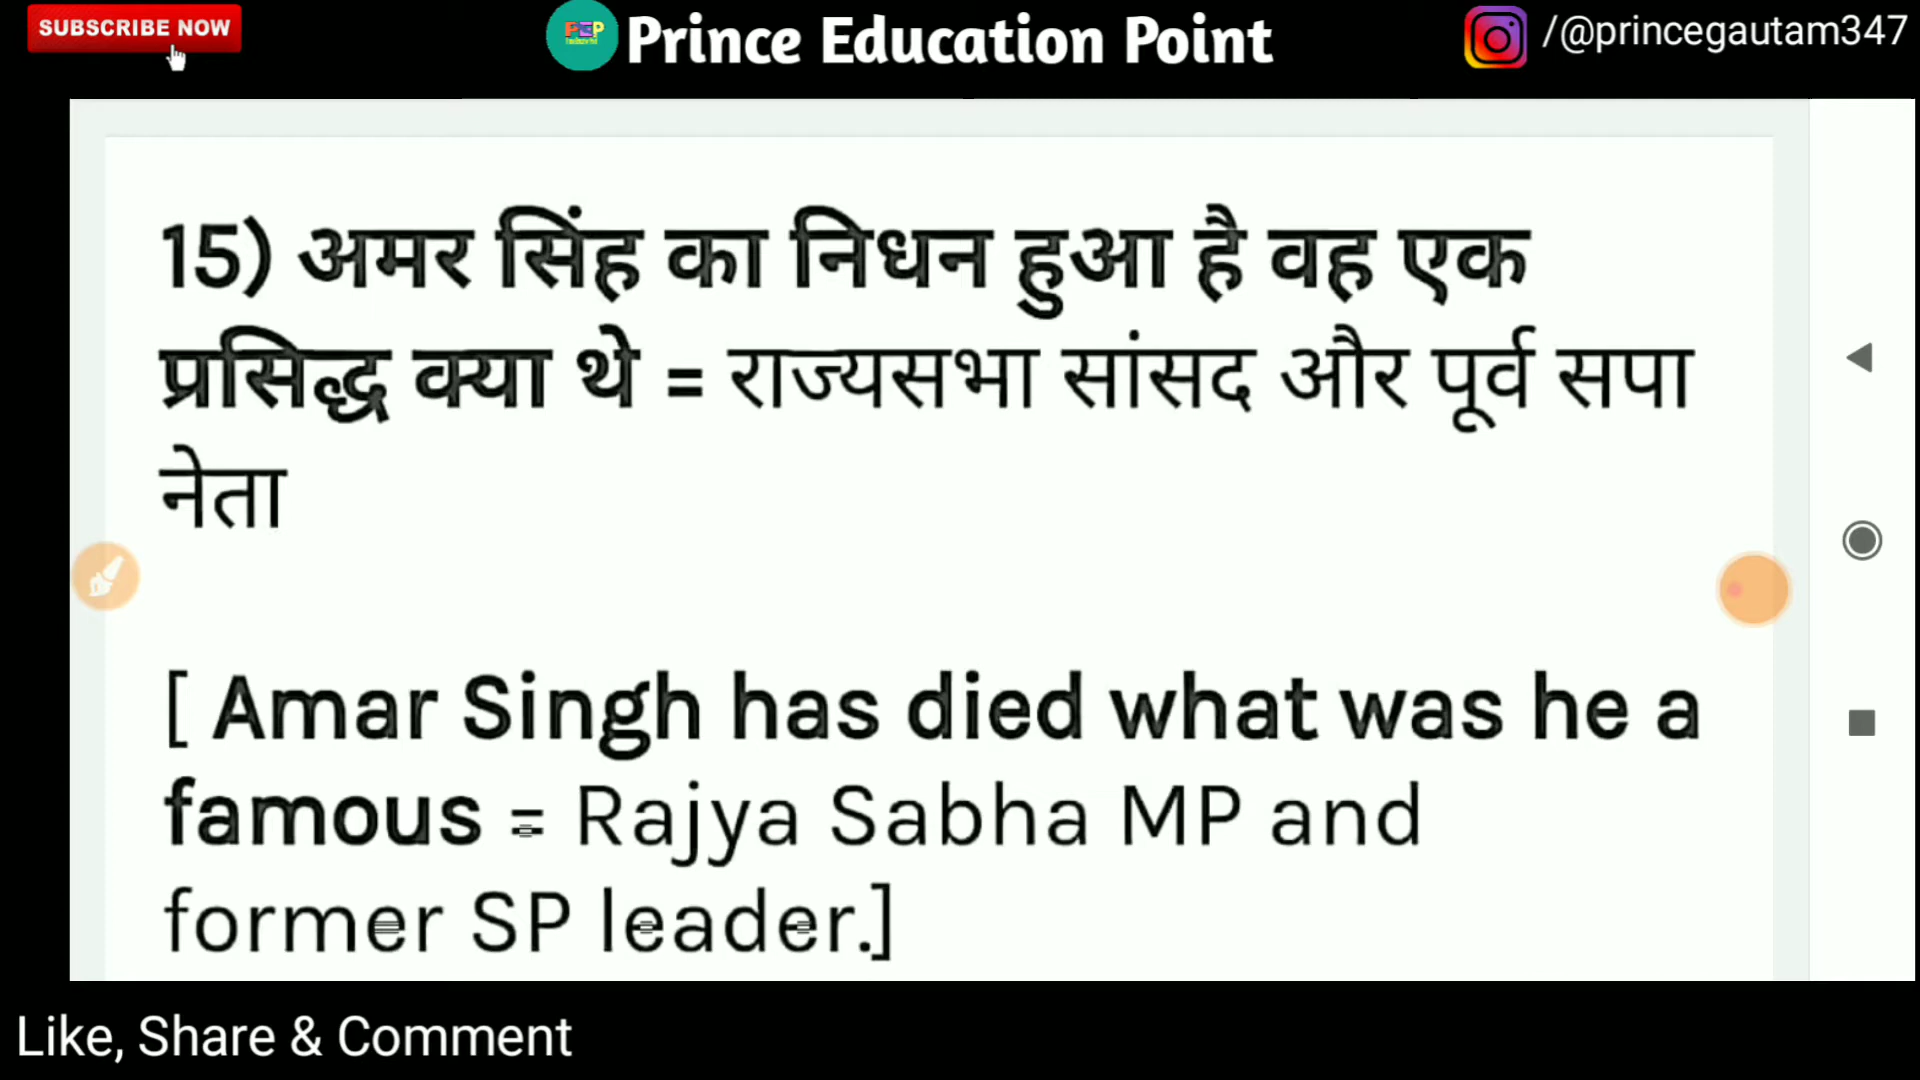 SUBSCRIBE NOW
PEP
Prince Education Point
/@princegautam347
15) अमर सिंह का निधन हुआ है वह एक
प्रसिद्ध क्या थे = राज्यसभा सांसद और पूर्व सपा
नेता
[ Amar Singh has died what was he a
famous = Rajya Sabha MP and
former SP leader.]
Like, Share & Comment